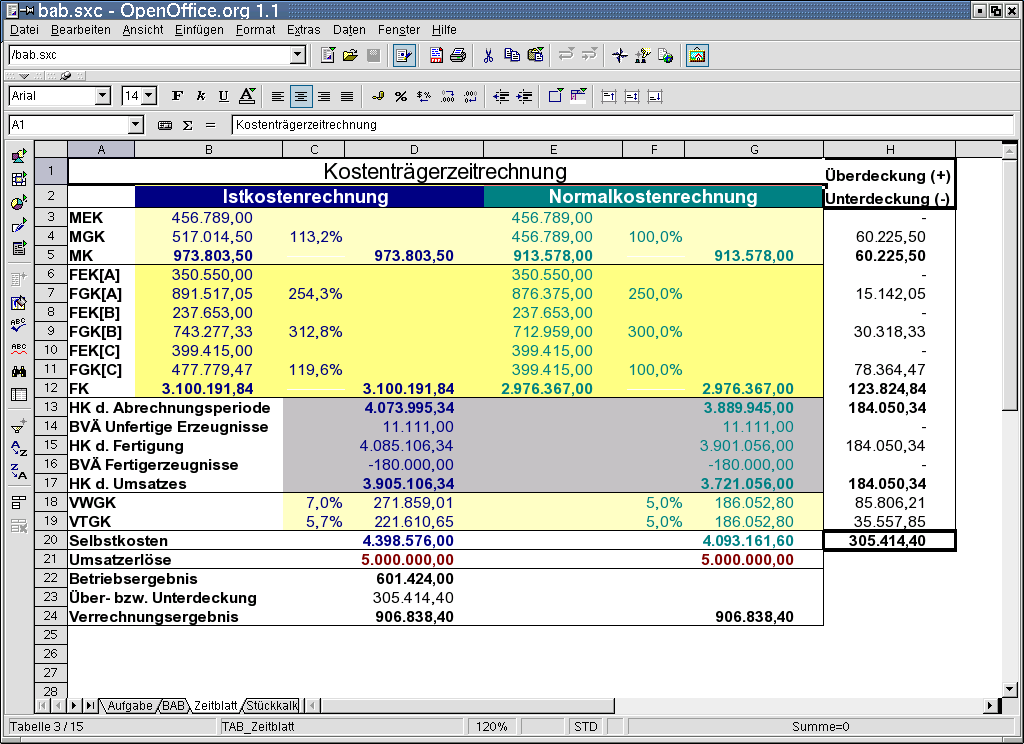 bab.sxc - OpenOffice.org 1.1
Datei Bearbeiten Ansicht Einfügen Format Extras Daten Fenster Hilfe
/bab.sxc
Arial 14 F k U A
A1 Σ = Kostenträgerzeitrechnung
A B C D E F G H
1 Kostenträgerzeitrechnung Überdeckung (+)
2 Istkostenrechnung Normalkostenrechnung Unterdeckung (-)
3 MEK 456.789,00 456.789,00 -
4 MGK 517.014,50 113,2% 456.789,00 100,0% 60.225,50
5 MK 973.803,50 973.803,50 913.578,00 913.578,00 60.225,50
6 FEK[A] 350.550,00 350.550,00 -
7 FGK[A] 891.517,05 254,3% 876.375,00 250,0% 15.142,05
8 FEK[B] 237.653,00 237.653,00 -
9 FGK[B] 743.277,33 312,8% 712.959,00 300,0% 30.318,33
10 FEK[C] 399.415,00 399.415,00 -
11 FGK[C] 477.779,47 119,6% 399.415,00 100,0% 78.364,47
12 FK 3.100.191,84 3.100.191,84 2.976.367,00 2.976.367,00 123.824,84
13 HK d. Abrechnungsperiode 4.073.995,34 3.889.945,00 184.050,34
14 BVÄ Unfertige Erzeugnisse 11.111,00 11.111,00 -
15 HK d. Fertigung 4.085.106,34 3.901.056,00 184.050,34
16 BVÄ Fertigerzeugnisse -180.000,00 -180.000,00 -
17 HK d. Umsatzes 3.905.106,34 3.721.056,00 184.050,34
18 VWGK 7,0% 271.859,01 5,0% 186.052,80 85.806,21
19 VTGK 5,7% 221.610,65 5,0% 186.052,80 35.557,85
20 Selbstkosten 4.398.576,00 4.093.161,60 305.414,40
21 Umsatzerlöse 5.000.000,00 5.000.000,00
22 Betriebsergebnis 601.424,00
23 Über- bzw. Unterdeckung 305.414,40
24 Verrechnungsergebnis 906.838,40 906.838,40
25
26
27
28
Aufgabe BAB Zeitblatt Stückkalk
Tabelle 3 / 15 TAB_Zeitblatt 120% STD Summe=0